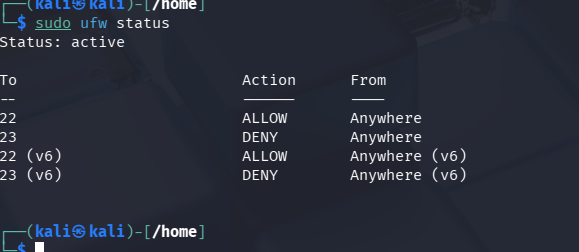 ┌──(kali㉿kali)-[/home]
└─$ sudo ufw status
Status: active
To Action From
-- ------ ----
22 ALLOW Anywhere
23 DENY Anywhere
22 (v6) ALLOW Anywhere (v6)
23 (v6) DENY Anywhere (v6)
┌──(kali㉿kali)-[/home]
└─$